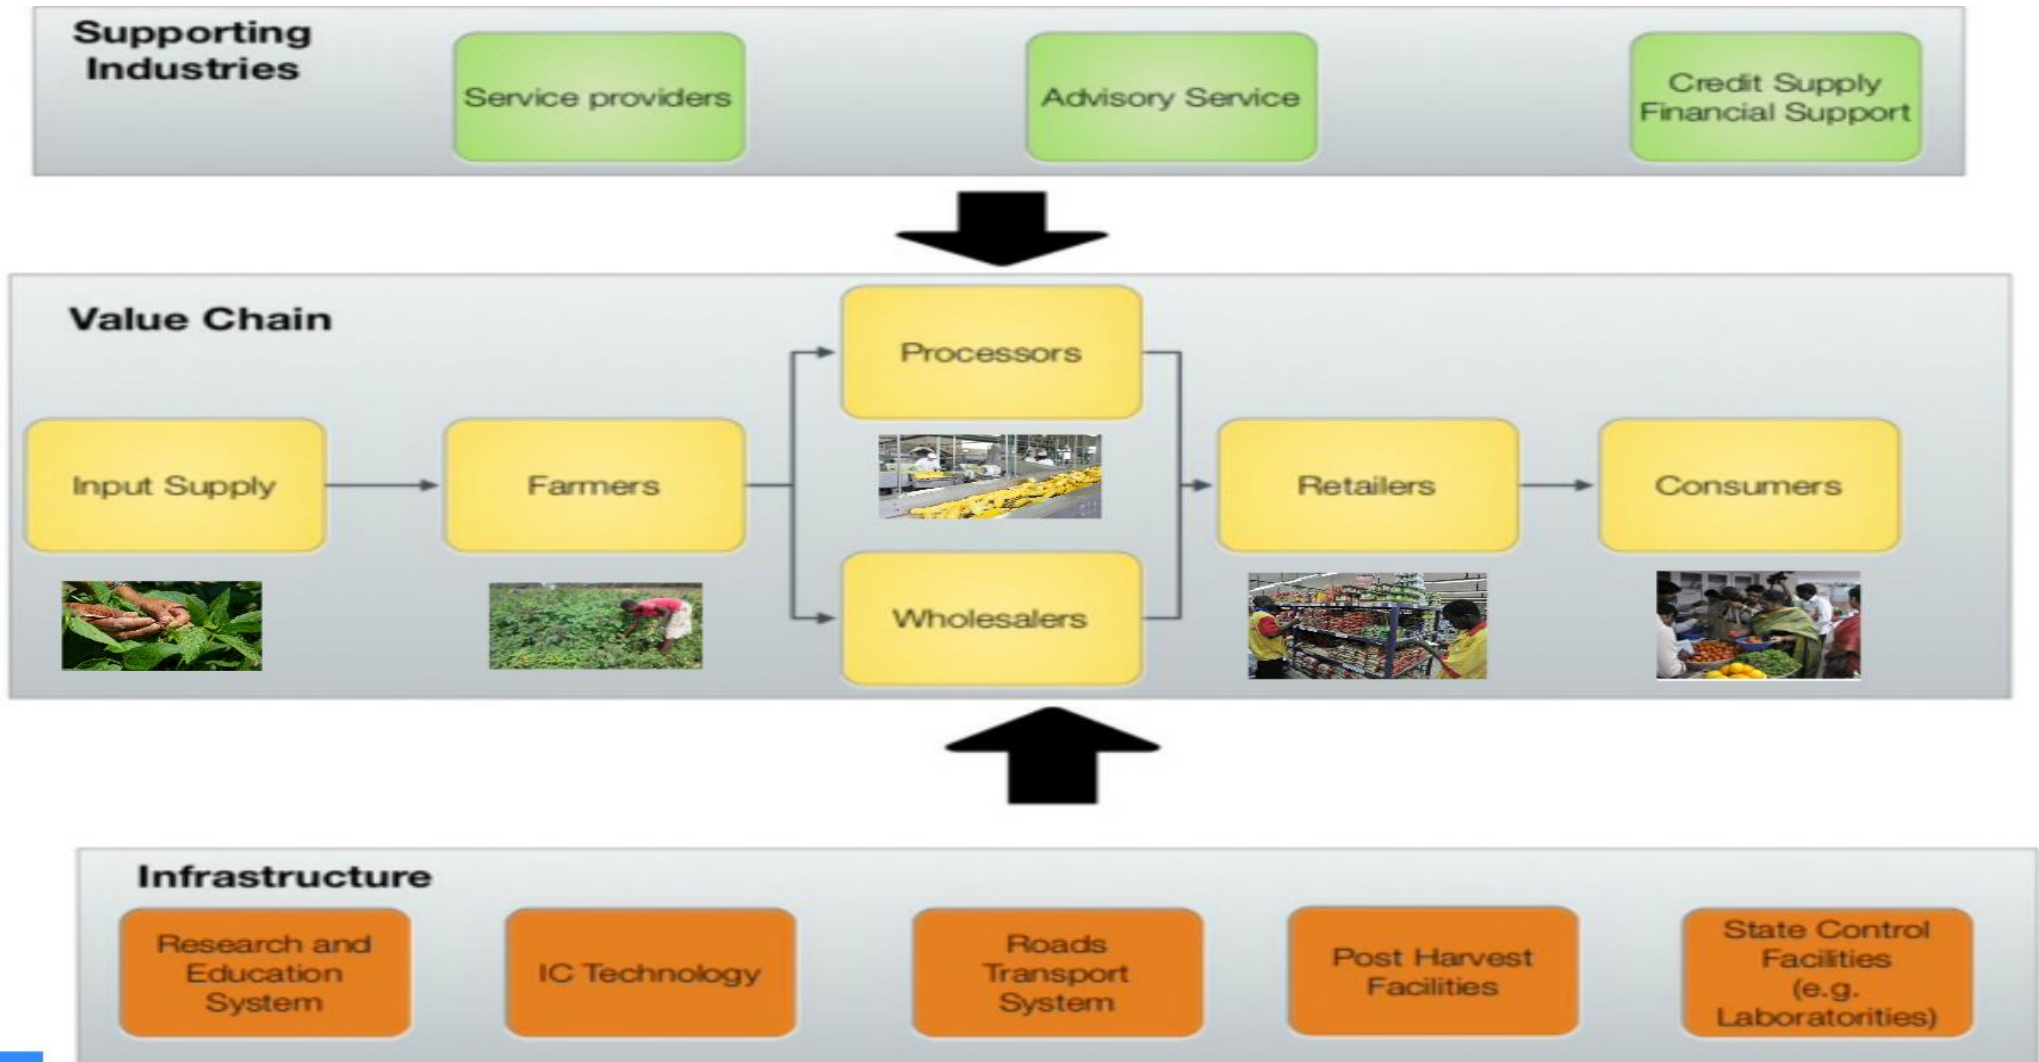 Supporting
Industries
Service providers
Advisory Service
Credit Supply
Financial Support
Value Chain
Processors
Input Supply
Farmers
Retailers
Consumers
Wholesalers
Infrastructure
Research and
Education
System
IC Technology
Roads
Transport
System
Post Harvest
Facilities
State Control
Facilities
(e.g.
Laboratorities)